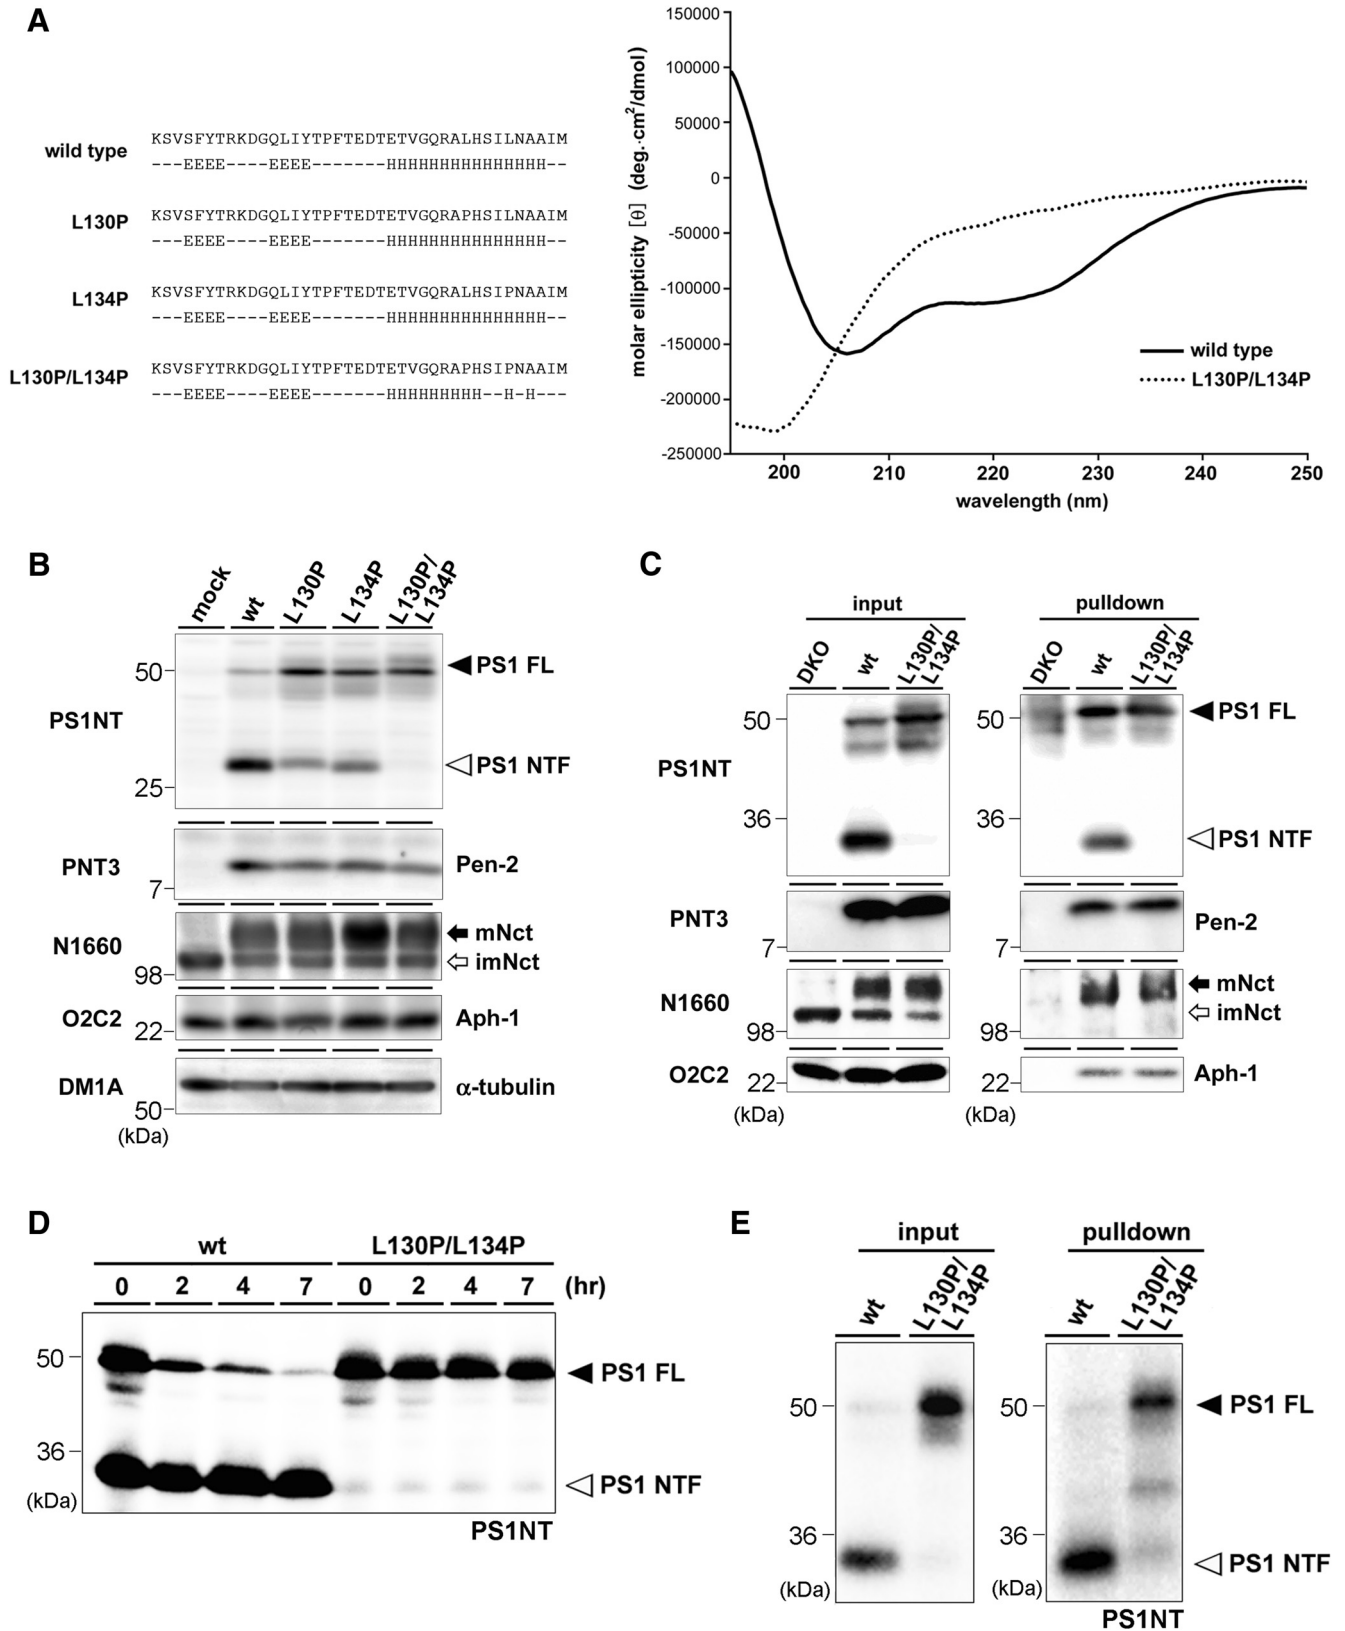 A
wild type
KSVSFYTRKDGQLIYTPFTEDTETVGQRALHSILNAAIM
---EEEE----EEEE-------HHHHHHHHHHHHHHH--
L130P
KSVSFYTRKDGQLIYTPFTEDTETVGQRAPHSILNAAIM
---EEEE----EEEE-------HHHHHHHHHHHHHHH--
L134P
KSVSFYTRKDGQLIYTPFTEDTETVGQRALHSIPNAAIM
---EEEE----EEEE-------HHHHHHHHHHHHHHH--
L130P/L134P
KSVSFYTRKDGQLIYTPFTEDTETVGQRAPHSIPNAAIM
---EEEE----EEEE-------HHHHHHHHH--H-H---
molar ellipticity [θ] (deg.·cm²/dmol)
150000
100000
50000
0
-50000
-100000
-150000
-200000
-250000
wild type
L130P/L134P
200 210 220 230 240 250
wavelength (nm)
B
mock wt L130P L134P L130P/
L134P
PS1NT
50
25
PS1 FL
PS1 NTF
PNT3
7
Pen-2
N1660
98
mNct
imNct
O2C2
22
Aph-1
DM1A
50
α-tubulin
(kDa)
C
input pulldown
DKO wt L130P/
L134P
DKO wt L130P/
L134P
PS1NT
50
36
50
36
PS1 FL
PS1 NTF
PNT3
7
7
Pen-2
N1660
98
98
mNct
imNct
O2C2
22
22
Aph-1
(kDa) (kDa)
D
wt L130P/L134P
0 2 4 7 0 2 4 7 (hr)
50
36
(kDa)
PS1 FL
PS1 NTF
PS1NT
E
input pulldown
wt L130P/
L134P
wt L130P/
L134P
50
36
(kDa)
50
36
(kDa)
PS1 FL
PS1 NTF
PS1NT